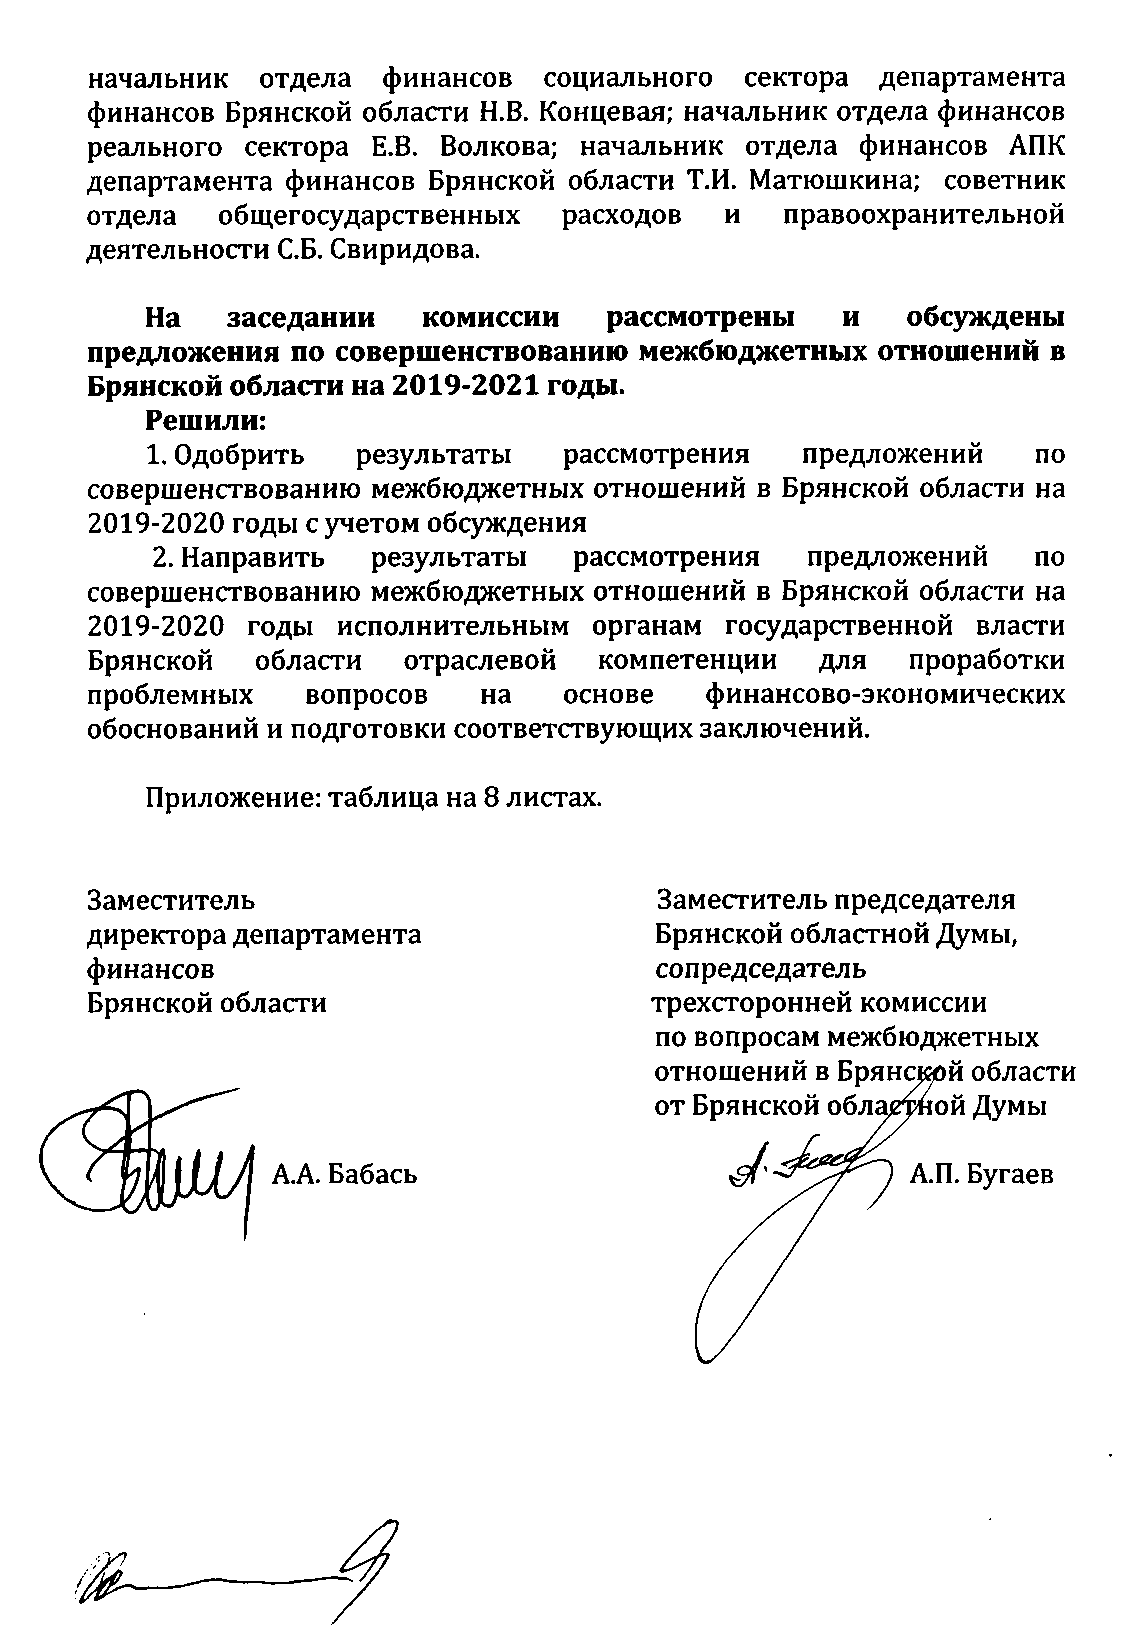 начальник отдела финансов социального сектора департамента
финансов Брянской области Н.В. Концевая; начальник отдела финансов
реального сектора Е.В. Волкова; начальник отдела финансов АПК
департамента финансов Брянской области Т.И. Матюшкина; советник
отдела общегосударственных расходов и правоохранительной
деятельности С.Б. Свиридова.
На заседании комиссии рассмотрены и обсуждены
предложения по совершенствованию межбюджетных отношений в
Брянской области на 2019-2021 годы.
Решили:
1. Одобрить результаты рассмотрения предложений по
совершенствованию межбюджетных отношений в Брянской области на
2019-2020 годы с учетом обсуждения
2. Направить результаты рассмотрения предложений по
совершенствованию межбюджетных отношений в Брянской области на
2019-2020 годы исполнительным органам государственной власти
Брянской области отраслевой компетенции для проработки
проблемных вопросов на основе финансово-экономических
обоснований и подготовки соответствующих заключений.
Приложение: таблица на 8 листах.
Заместитель
директора департамента
финансов
Брянской области
А.А. Бабась
Заместитель председателя
Брянской областной Думы,
сопредседатель
трехсторонней комиссии
по вопросам межбюджетных
отношений в Брянской области
от Брянской областной Думы
А.П. Бугаев